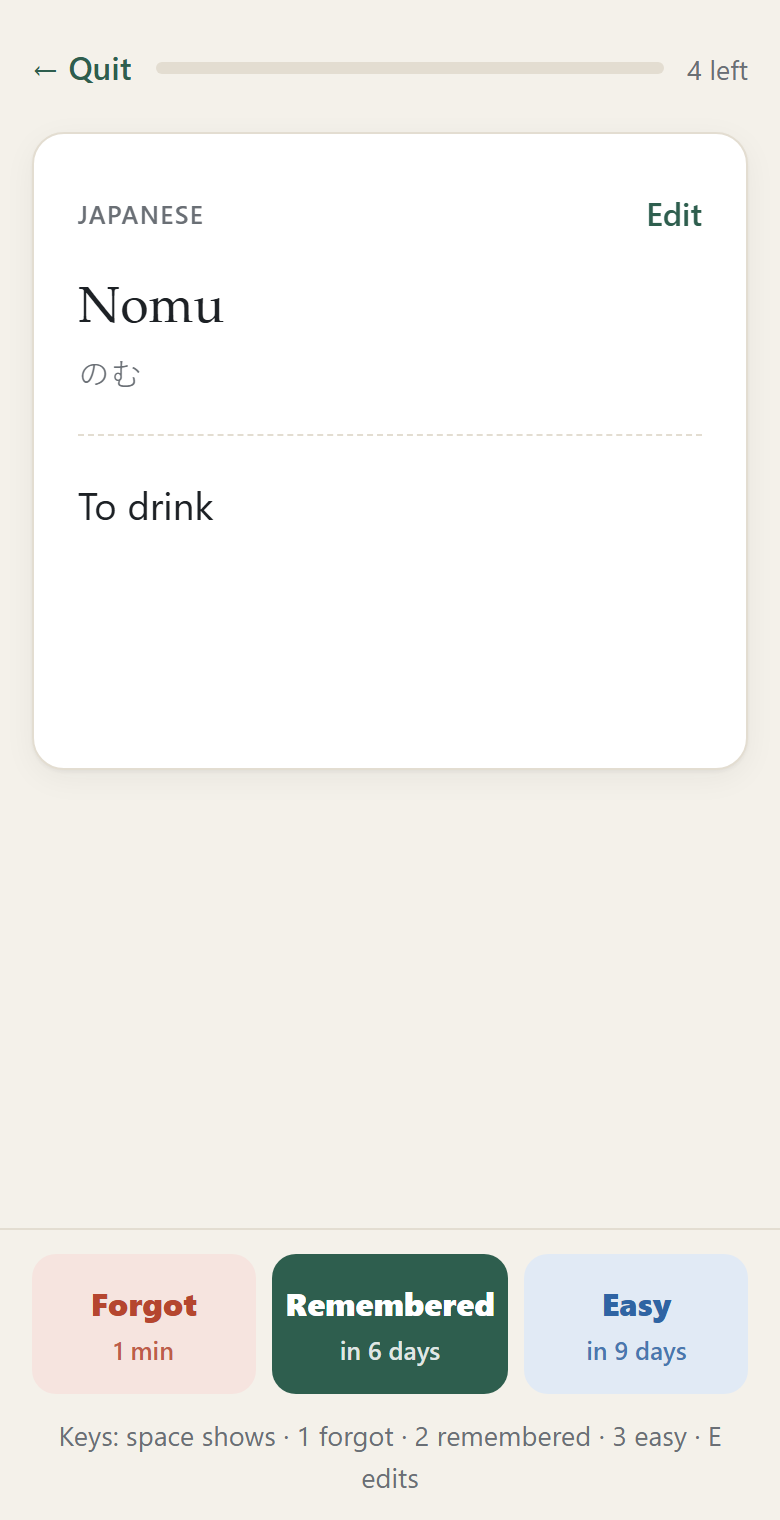 ← Quit
4 left
JAPANESE
Edit
Nomu
のむ
To drink
Forgot
1 min
Remembered
in 6 days
Easy
in 9 days
Keys: space shows · 1 forgot · 2 remembered · 3 easy · E
edits